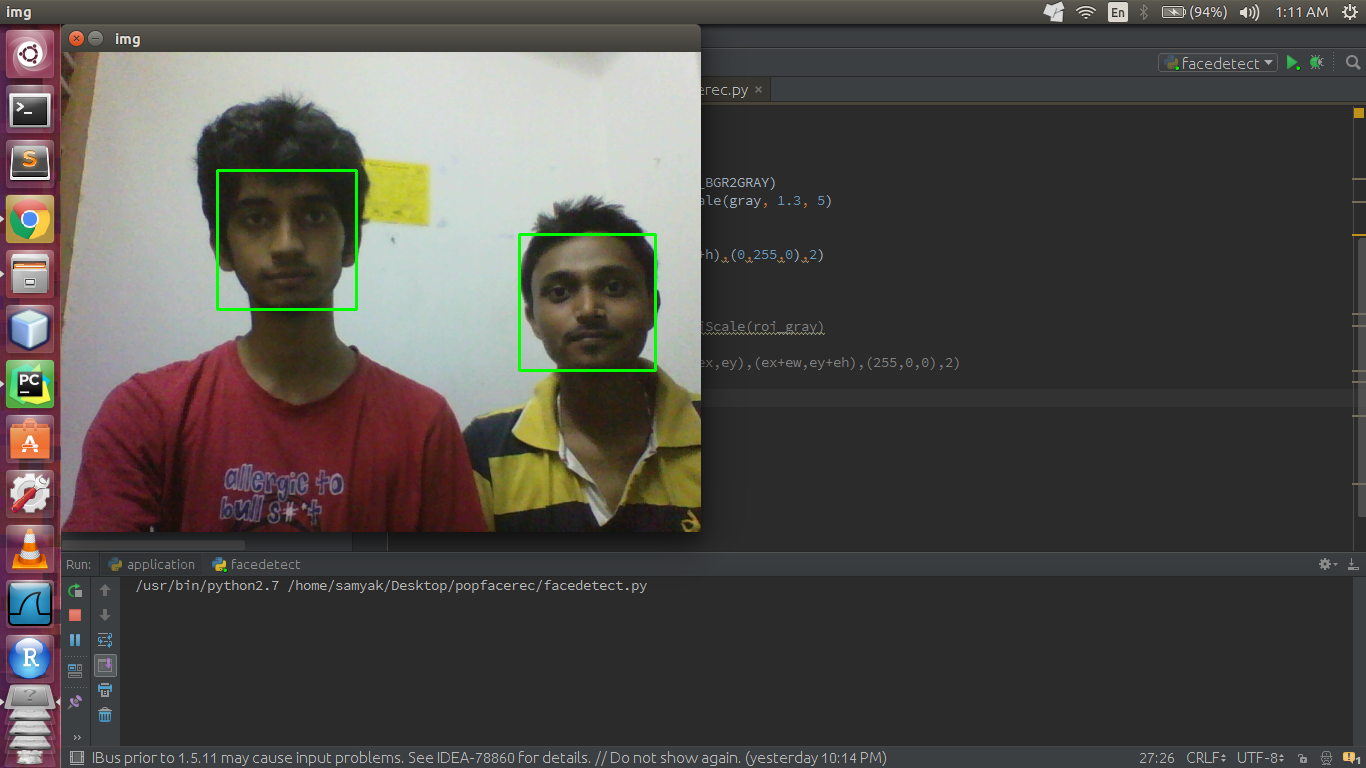 img
En
(94%)
1:11 AM
img
facedetect
erec.py
_BGR2GRAY)
ale(gray, 1.3, 5)
+h),(0,255,0),2)
iScale(roi_gray)
ex,ey),(ex+ew,ey+eh),(255,0,0),2)
allergic to
bull s#*t
Run:
application
facedetect
/usr/bin/python2.7 /home/samyak/Desktop/popfacerec/facedetect.py
IBus prior to 1.5.11 may cause input problems. See IDEA-78860 for details. // Do not show again. (yesterday 10:14 PM)
27:26
CRLF
UTF-8
>_
S
PC
A
R
?
1